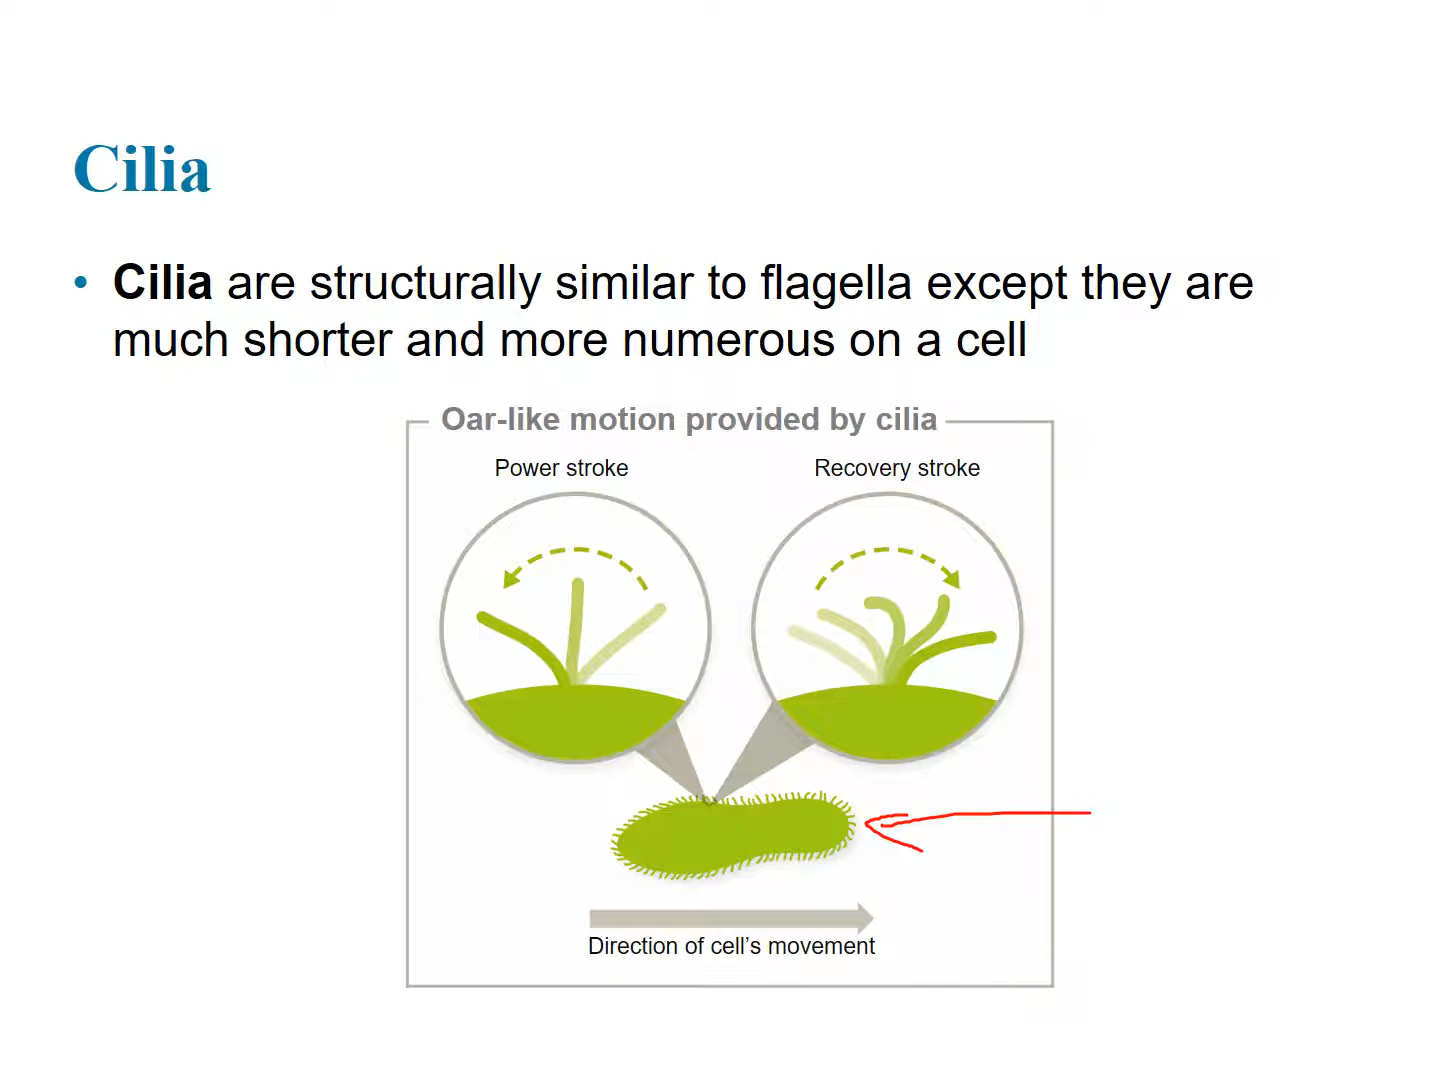 Cilia
• Cilia are structurally similar to flagella except they are
much shorter and more numerous on a cell
Oar-like motion provided by cilia
Power stroke
Recovery stroke
Direction of cell’s movement